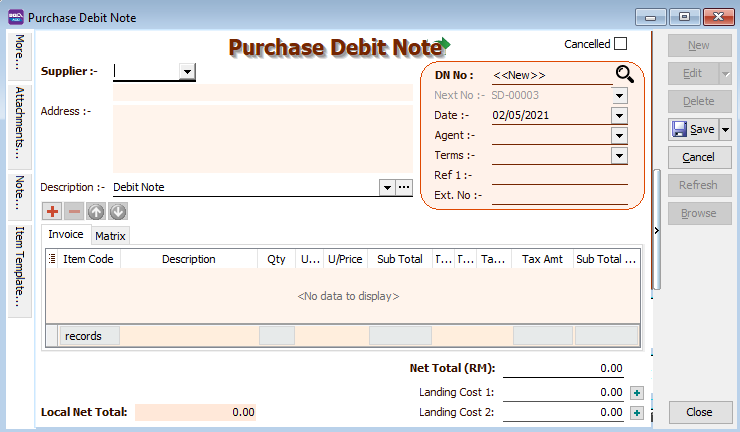 Purchase Debit Note
More...
Attachments...
Note...
Item Template...
Purchase Debit Note
Cancelled
Supplier :-
Address :-
Description :- Debit Note
DN No : <<New>>
Next No :- SD-00003
Date :- 02/05/2021
Agent :-
Terms :-
Ref 1 :-
Ext. No :-
Invoice Matrix
Item Code Description Qty U... U/Price Sub Total T... T... Ta... Tax Amt Sub Total ...
<No data to display>
records
Net Total (RM): 0.00
Landing Cost 1: 0.00
Local Net Total: 0.00 Landing Cost 2: 0.00
New
Edit
Delete
Save
Cancel
Refresh
Browse
Close